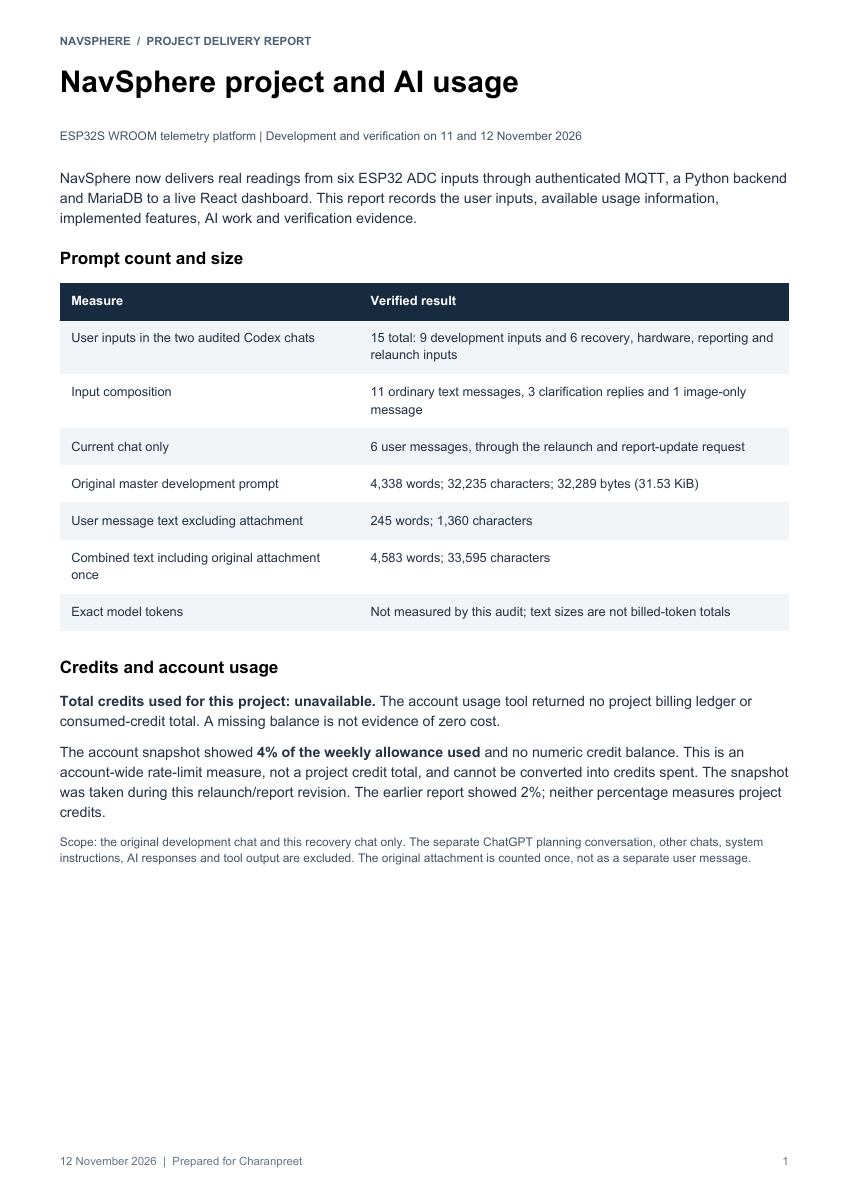 NAVSPHERE / PROJECT DELIVERY REPORT
NavSphere project and AI usage
ESP32S WROOM telemetry platform | Development and verification on 11 and 12 November 2026
NavSphere now delivers real readings from six ESP32 ADC inputs through authenticated MQTT, a Python backend
and MariaDB to a live React dashboard. This report records the user inputs, available usage information,
implemented features, AI work and verification evidence.
Prompt count and size
Measure Verified result
User inputs in the two audited Codex chats 15 total: 9 development inputs and 6 recovery, hardware, reporting and
relaunch inputs
Input composition 11 ordinary text messages, 3 clarification replies and 1 image-only
message
Current chat only 6 user messages, through the relaunch and report-update request
Original master development prompt 4,338 words; 32,235 characters; 32,289 bytes (31.53 KiB)
User message text excluding attachment 245 words; 1,360 characters
Combined text including original attachment 4,583 words; 33,595 characters
once
Exact model tokens Not measured by this audit; text sizes are not billed-token totals
Credits and account usage
Total credits used for this project: unavailable. The account usage tool returned no project billing ledger or
consumed-credit total. A missing balance is not evidence of zero cost.
The account snapshot showed 4% of the weekly allowance used and no numeric credit balance. This is an
account-wide rate-limit measure, not a project credit total, and cannot be converted into credits spent. The snapshot
was taken during this relaunch/report revision. The earlier report showed 2%; neither percentage measures project
credits.
Scope: the original development chat and this recovery chat only. The separate ChatGPT planning conversation, other chats, system
instructions, AI responses and tool output are excluded. The original attachment is counted once, not as a separate user message.
12 November 2026 | Prepared for Charanpreet 1